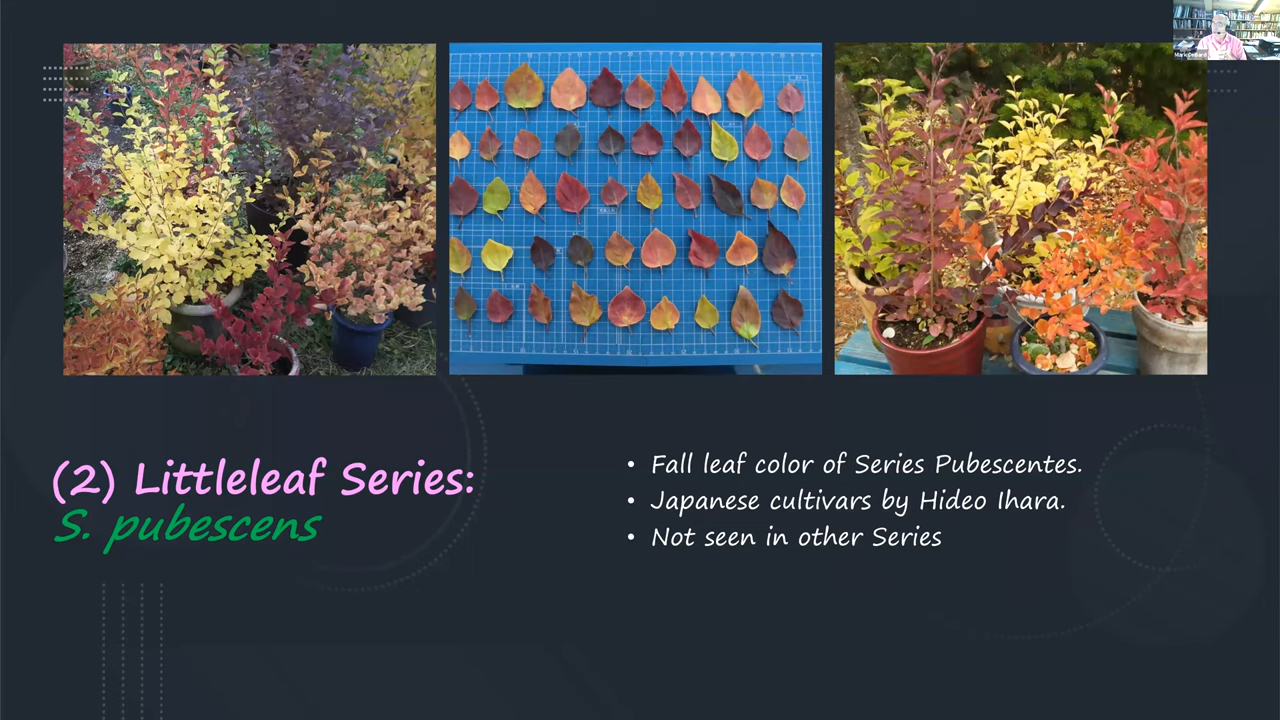 (2) Littleleaf Series:
S. pubescens
• Fall leaf color of Series Pubescentes.
• Japanese cultivars by Hideo Ihara.
• Not seen in other Series